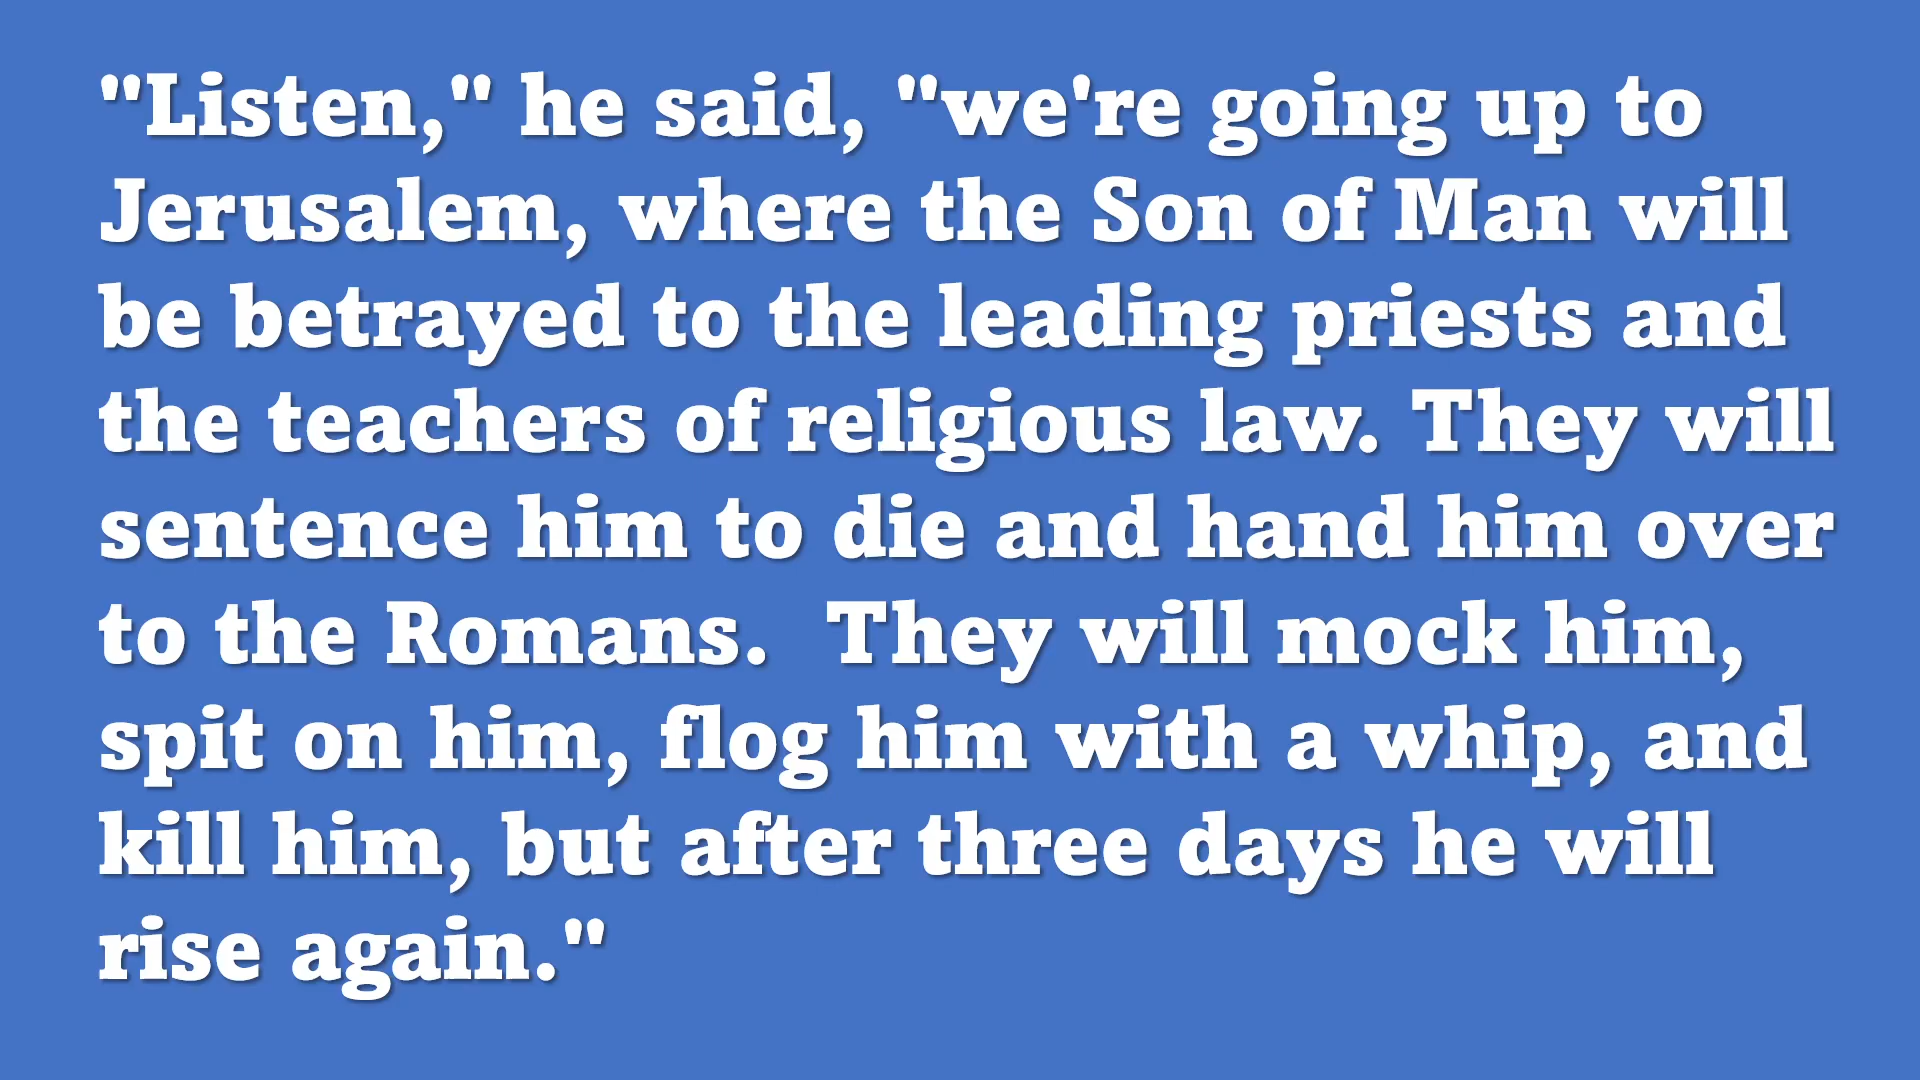 "Listen," he said, "we're going up to
Jerusalem, where the Son of Man will
be betrayed to the leading priests and
the teachers of religious law. They will
sentence him to die and hand him over
to the Romans.  They will mock him,
spit on him, flog him with a whip, and
kill him, but after three days he will
rise again."